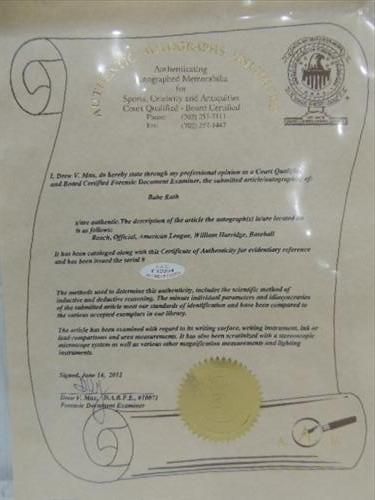 AUTHENTIC AUTOGRAPHS UNLIMITED
Authenticating
Autographed Memorabilia
for
Sports, Celebrity and Antiquities
Court Qualified - Board Certified
Phone: (702) 257-7111
Fax: (702) 257-1447
I, Drew V. Max, do hereby state through my professional opinion as a Court Qualified
and Board Certified Forensic Document Examiner, the submitted article/autograph(s) of:
Babe Ruth
is/are authentic. The description of the article the autograph(s) is/are located on
is as follows:
Reach, Official, American League, William Harridge, Baseball
It has been cataloged along with this Certificate of Authenticity for evidentiary reference
and has been issued the serial #
The methods used to determine this authenticity, includes the scientific method of
inductive and deductive reasoning. The minute individual parameters and idiosyncrasies
of the submitted article meet our standards of identification and have been compared to
the various accepted exemplars in our library.
The article has been examined with regard to its writing surface, writing instrument, ink or
lead comparisons and area measurements. It has also been scrutinized with a stereoscopic
microscope system as well as various other magnification measurements and lighting
instruments.
Signed, June 16, 2012
Drew V. Max, (D.A.B.F.E., #1607)
Forensic Document Examiner
A A U